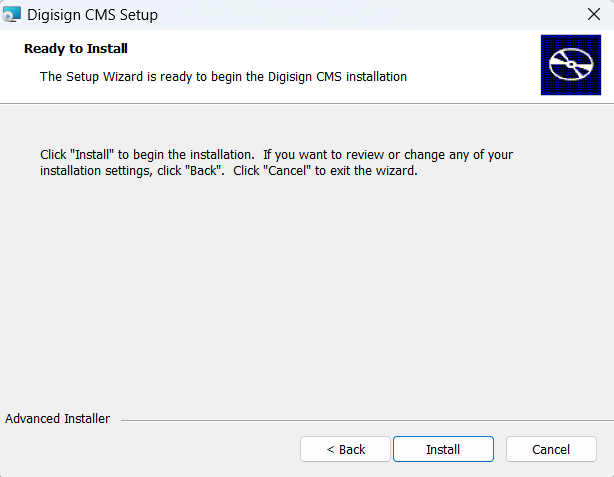 Digisign CMS Setup
Ready to Install
The Setup Wizard is ready to begin the Digisign CMS installation
Click "Install" to begin the installation.  If you want to review or change any of your
installation settings, click "Back".  Click "Cancel" to exit the wizard.
Advanced Installer
< Back
Install
Cancel